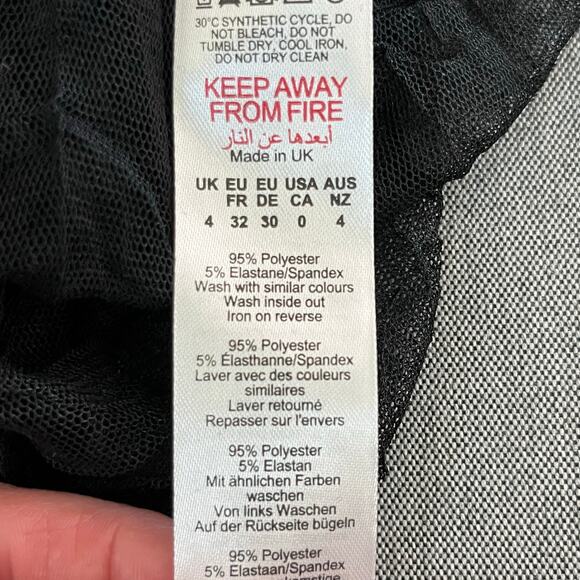 30°C SYNTHETIC CYCLE, DO
NOT BLEACH, DO NOT
TUMBLE DRY, COOL IRON,
DO NOT DRY CLEAN
KEEP AWAY
FROM FIRE
أبعدها عن النار
Made in UK
UK EU EU USA AUS
FR DE CA NZ
4 32 30 0 4
95% Polyester
5% Elastane/Spandex
Wash with similar colours
Wash inside out
Iron on reverse
95% Polyester
5% Élasthanne/Spandex
Laver avec des couleurs
similaires
Laver retourné
Repasser sur l'envers
95% Polyester
5% Elastan
Mit ähnlichen Farben
waschen
Von links Waschen
Auf der Rückseite bügeln
95% Polyester
5% Elastaan/Spandex